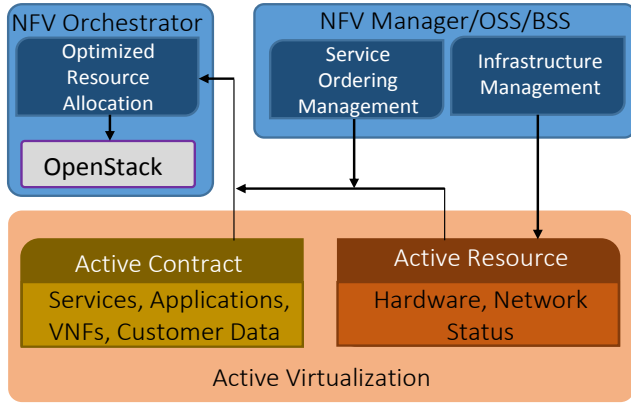 NFV Orchestrator
Optimized
Resource
Allocation
OpenStack
NFV Manager/OSS/BSS
Service
Ordering
Management
Infrastructure
Management
Active Contract
Services, Applications,
VNFs, Customer Data
Active Resource
Hardware, Network
Status
Active Virtualization